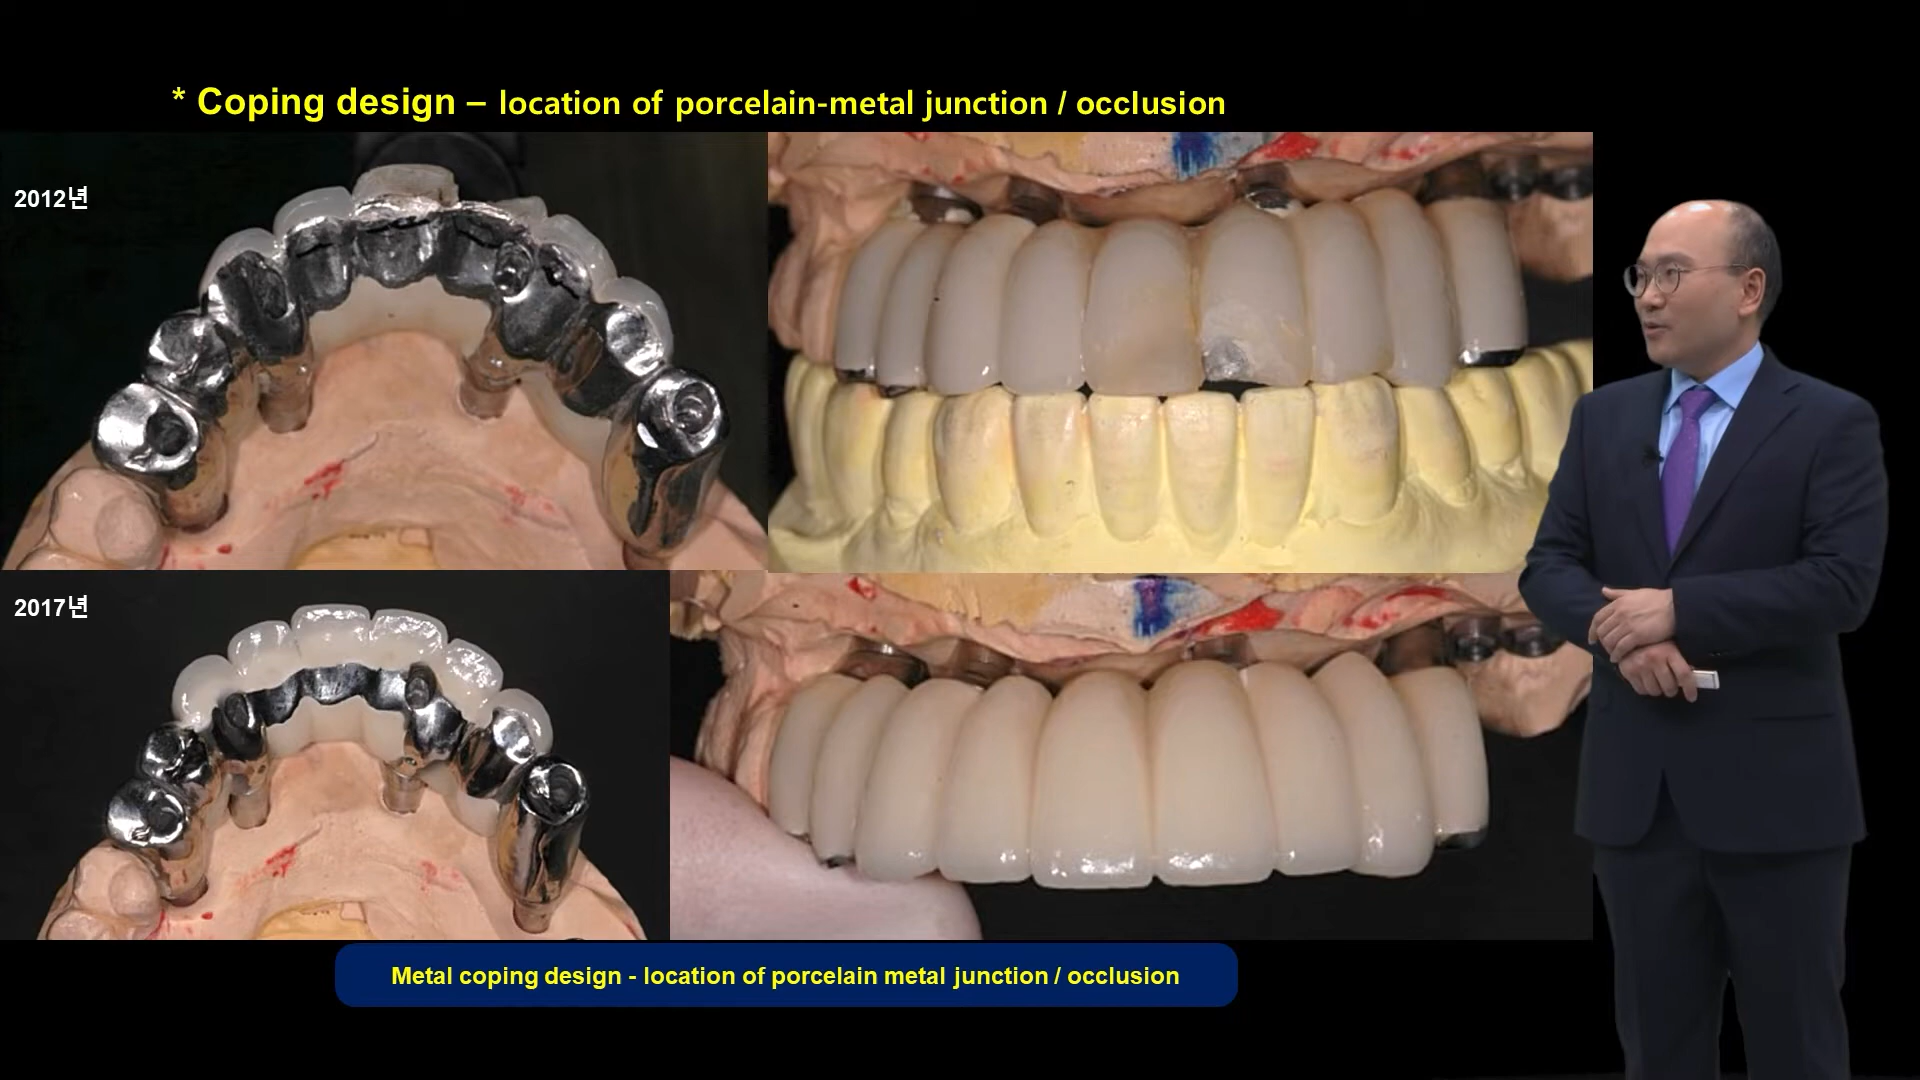 * Coping design – location of porcelain-metal junction / occlusion
2012년
2017년
Metal coping design - location of porcelain metal junction / occlusion